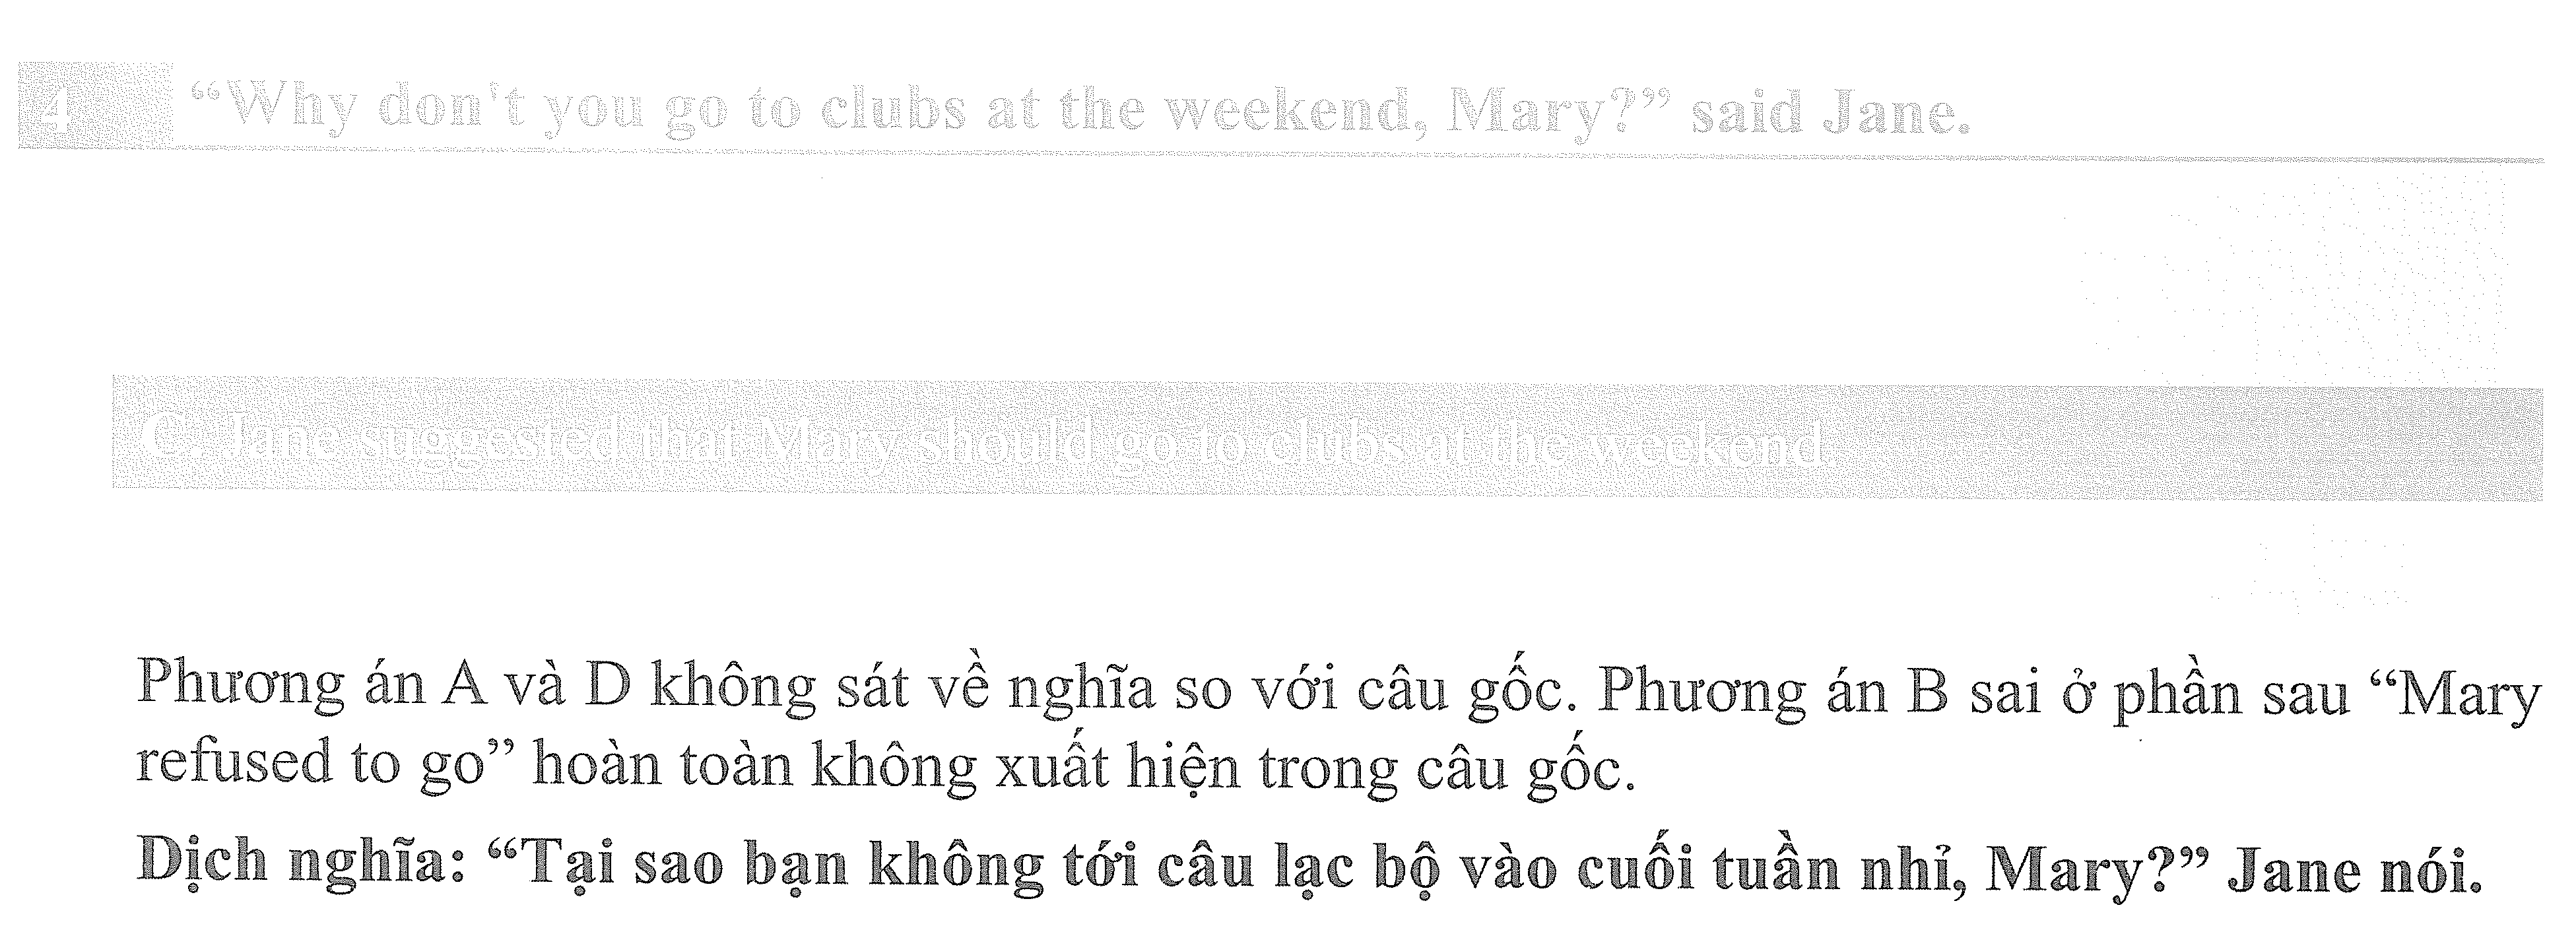 4 “Why don't you go to clubs at the weekend, Mary?” said Jane.
C. Jane suggested that Mary should go to clubs at the weekend.
Phương án A và D không sát về nghĩa so với câu gốc. Phương án B sai ở phần sau “Mary
refused to go” hoàn toàn không xuất hiện trong câu gốc.
Dịch nghĩa: “Tại sao bạn không tới câu lạc bộ vào cuối tuần nhỉ, Mary?” Jane nói.